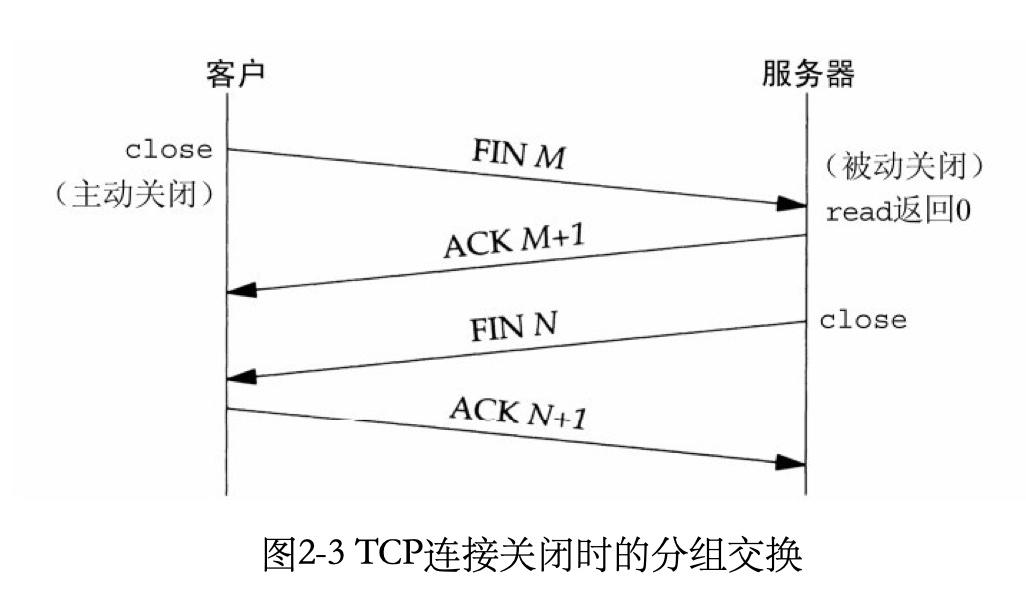 客户
服务器
close
（主动关闭）
FIN M
（被动关闭）
read返回0
ACK M+1
FIN N
close
ACK N+1
图2-3 TCP连接关闭时的分组交换